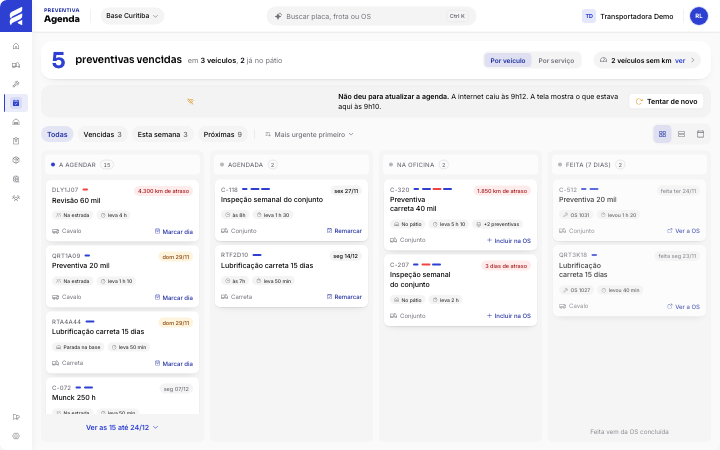 PREVENTIVA
Agenda
Base Curitiba
Buscar placa, frota ou OS
Ctrl K
TD
Transportadora Demo
RL
5 preventivas vencidas
em 3 veículos, 2 já no pátio
Por veículo
Por serviço
2 veículos sem km ver
Não deu para atualizar a agenda. A internet caiu às 9h12. A tela mostra o que estava
aqui às 9h10.
Tentar de novo
Todas
Vencidas 3
Esta semana 3
Próximas 9
Mais urgente primeiro
A AGENDAR 15
DLY1J07
4.300 km de atraso
Revisão 60 mil
Na estrada
leva 4 h
Cavalo
Marcar dia
QRT1A09
dom 29/11
Preventiva 20 mil
Na estrada
leva 1 h 10
Cavalo
Marcar dia
RTA4A44
dom 29/11
Lubrificação carreta 15 dias
Parada na base
leva 50 min
Carreta
Marcar dia
C-072
seg 07/12
Munck 250 h
Na estrada
leva 50 min
Ver as 15 até 24/12
AGENDADA 2
C-118
sex 27/11
Inspeção semanal do conjunto
às 8h
leva 1 h 30
Conjunto
Remarcar
RTF2D10
seg 14/12
Lubrificação carreta 15 dias
às 7h
leva 50 min
Carreta
Remarcar
NA OFICINA 2
C-320
1.850 km de atraso
Preventiva
carreta 40 mil
No pátio
leva 5 h 10
+2 preventivas
Conjunto
Incluir na OS
C-207
3 dias de atraso
Inspeção semanal
do conjunto
No pátio
leva 2 h
Conjunto
Incluir na OS
FEITA (7 DIAS) 2
C-512
feita ter 24/11
Preventiva 20 mil
OS 1031
levou 1 h 20
Conjunto
Ver a OS
QRT3K18
feita seg 23/11
Lubrificação
carreta 15 dias
OS 1027
levou 40 min
Cavalo
Ver a OS
Feita vem da OS concluída